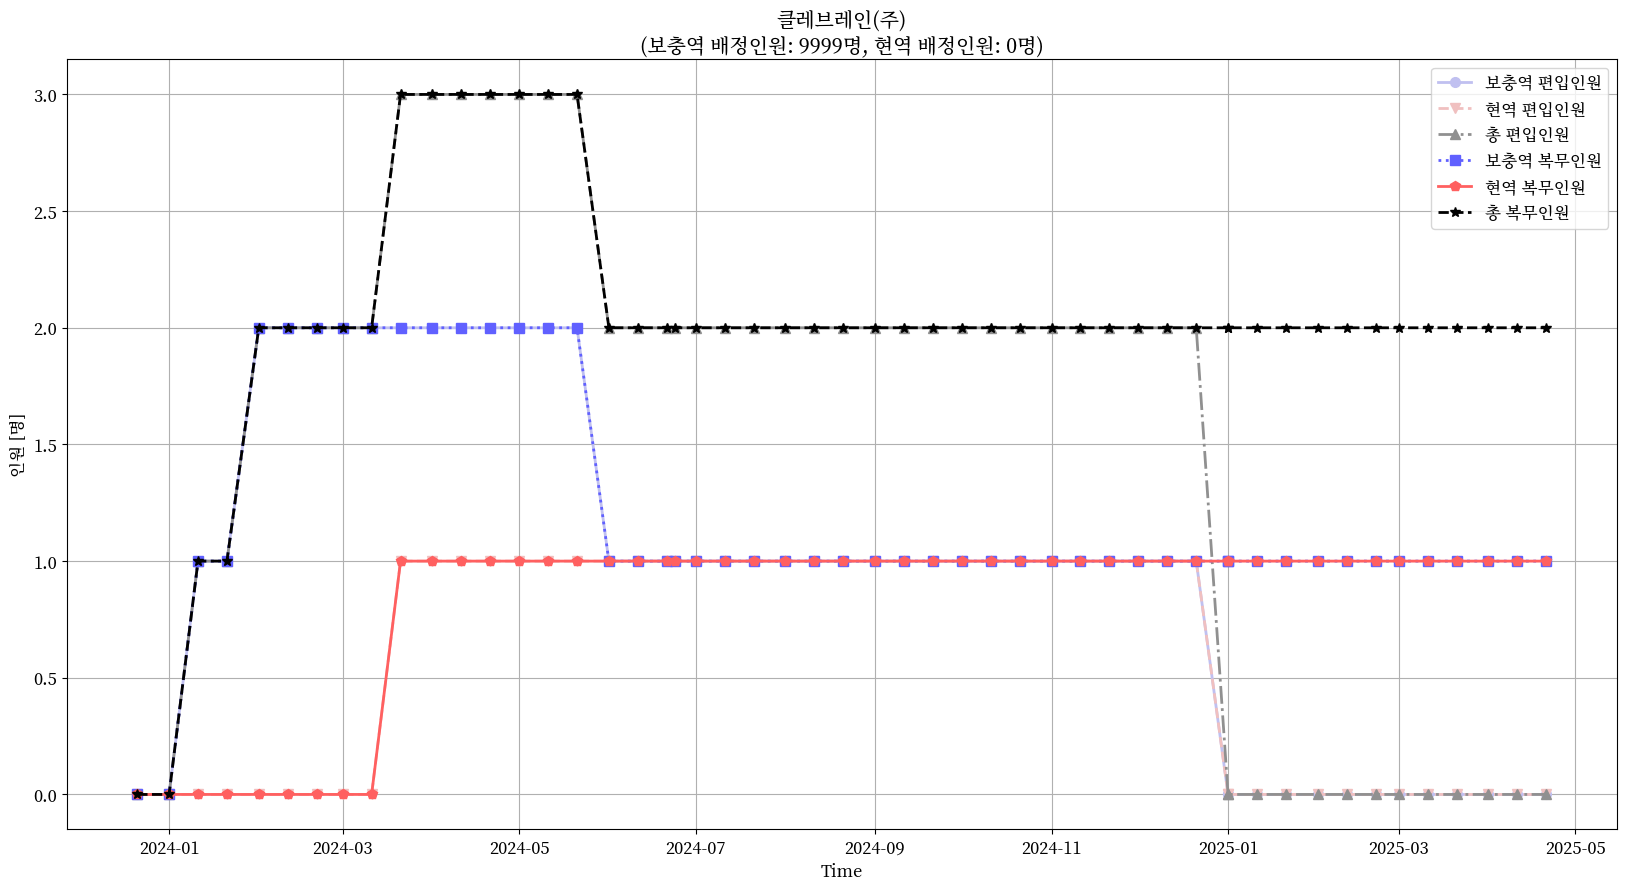 클레브레인(주)
(보충역 배정인원: 9999명, 현역 배정인원: 0명)
보충역 편입인원
현역 편입인원
총 편입인원
보충역 복무인원
현역 복무인원
총 복무인원
인원 [명]
3.0
2.5
2.0
1.5
1.0
0.5
0.0
2024-01 2024-03 2024-05 2024-07 2024-09 2024-11 2025-01 2025-03 2025-05
Time